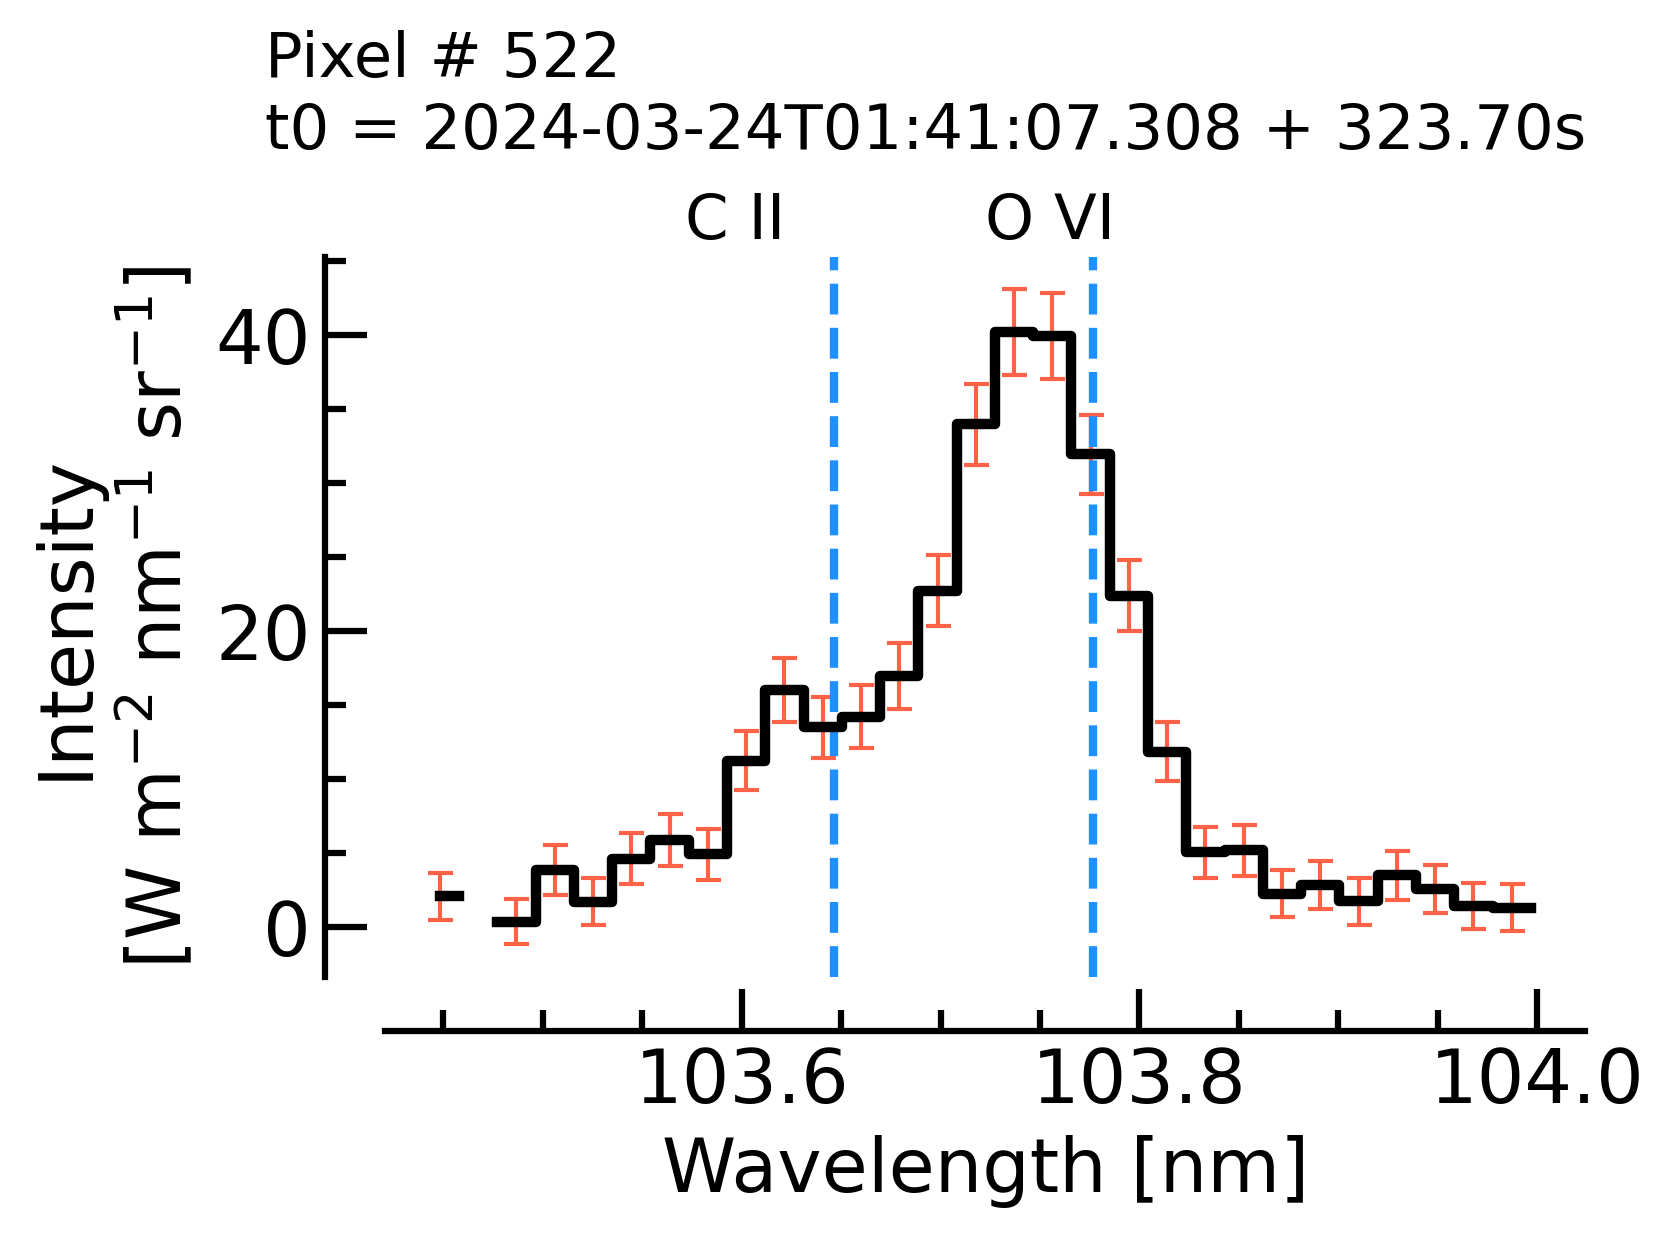 Pixel # 522
t0 = 2024-03-24T01:41:07.308 + 323.70s
C II O VI
Intensity
[W m⁻² nm⁻¹ sr⁻¹]
40
20
0
103.6 103.8 104.0
Wavelength [nm]